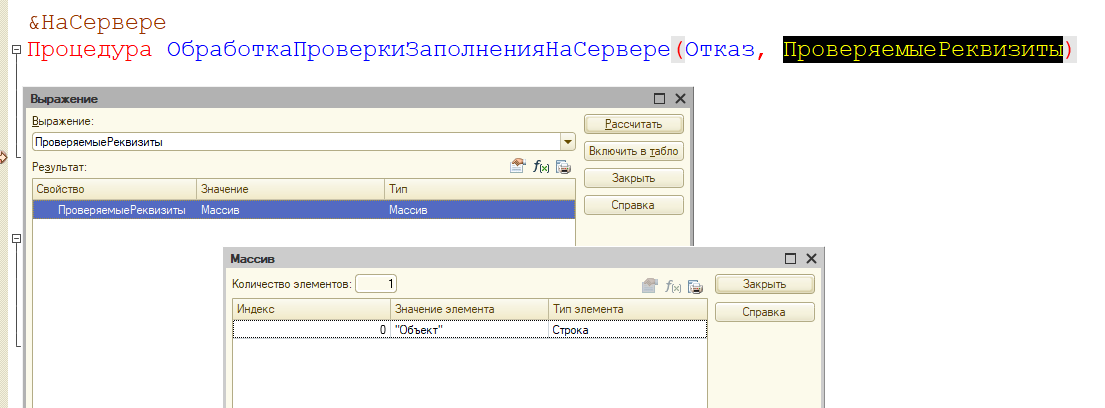 &НаСервере
Процедура ОбработкаПроверкиЗаполненияНаСервере(Отказ, ПроверяемыеРеквизиты)
Выражение
Выражение:
ПроверяемыеРеквизиты
Рассчитать
Включить в табло
Закрыть
Справка
Результат:
Свойство Значение Тип
ПроверяемыеРеквизиты Массив Массив
Массив
Количество элементов: 1
Закрыть
Справка
Индекс Значение элемента Тип элемента
0 "Объект" Строка